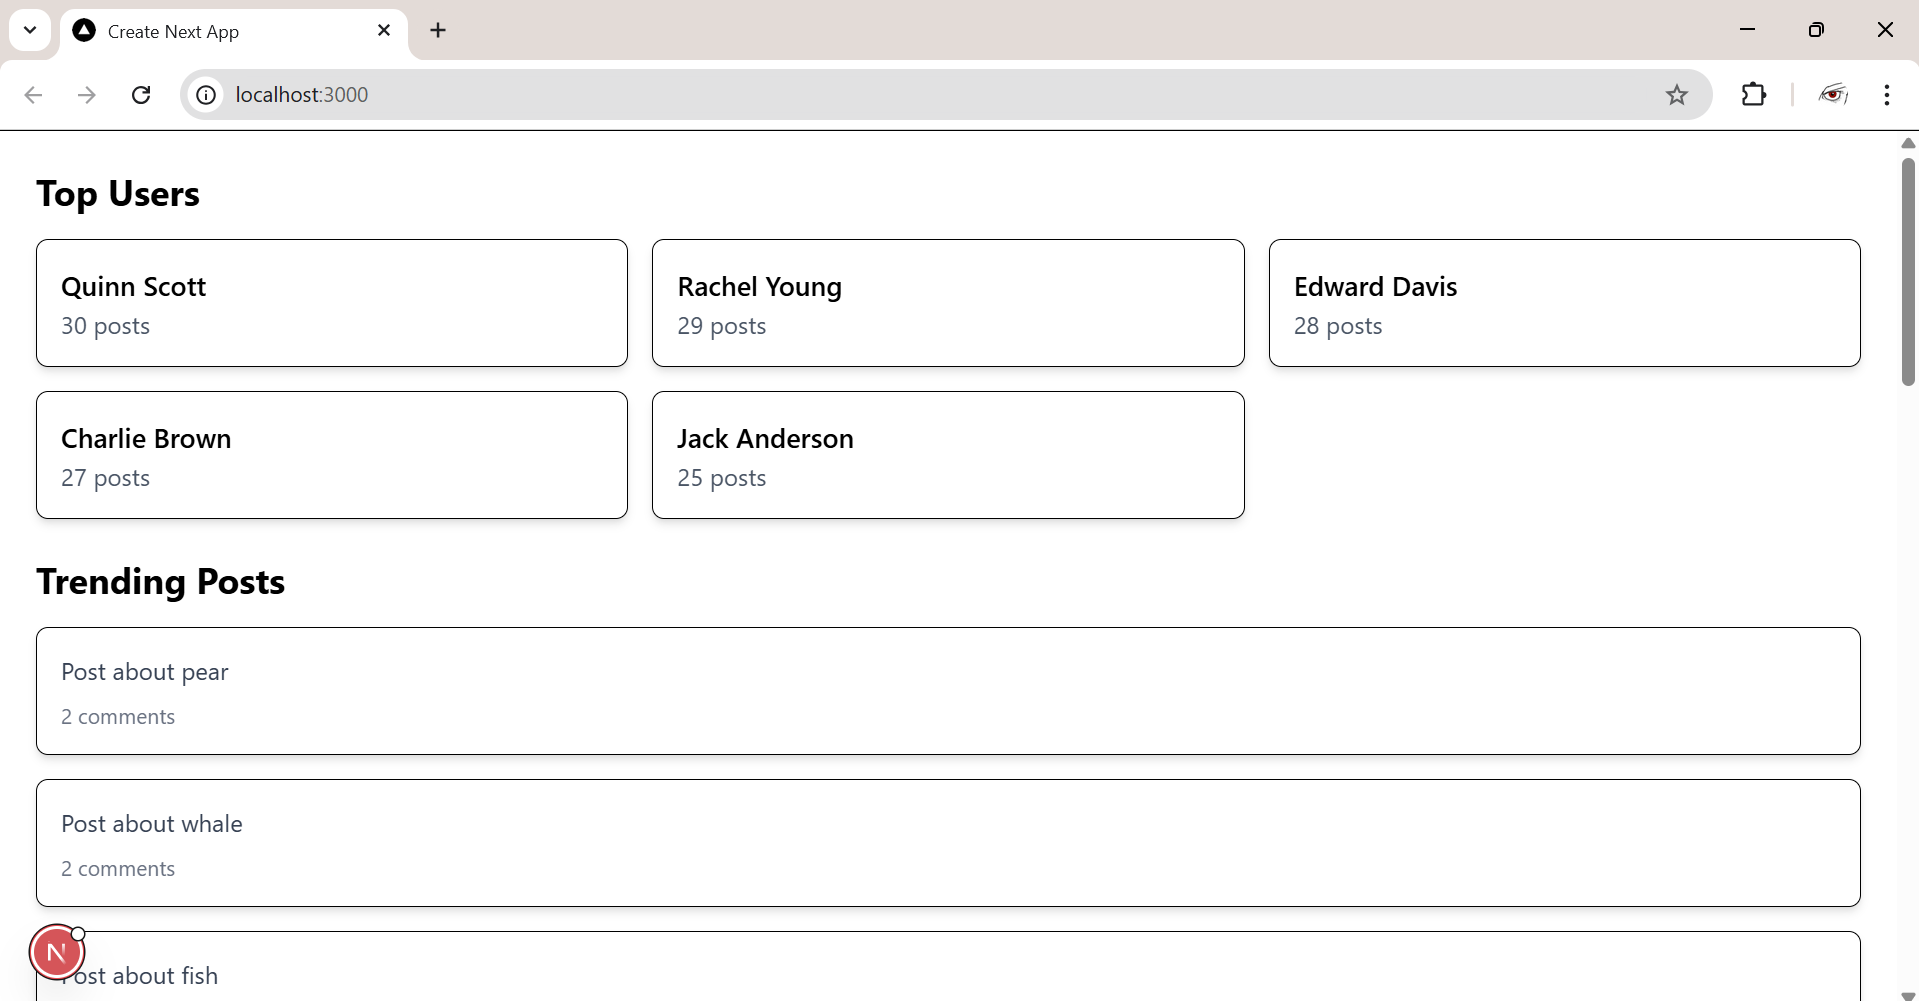 Create Next App
localhost:3000
Top Users
Quinn Scott
30 posts
Rachel Young
29 posts
Edward Davis
28 posts
Charlie Brown
27 posts
Jack Anderson
25 posts
Trending Posts
Post about pear
2 comments
Post about whale
2 comments
N
Post about fish